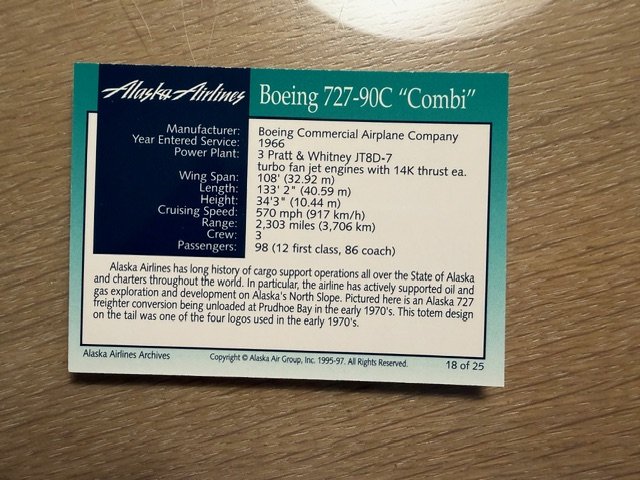 Alaska Airlines Boeing 727-90C "Combi"
Manufacturer: Boeing Commercial Airplane Company
Year Entered Service: 1966
Power Plant: 3 Pratt & Whitney JT8D-7
turbo fan jet engines with 14K thrust ea.
Wing Span: 108' (32.92 m)
Length: 133' 2" (40.59 m)
Height: 34'3" (10.44 m)
Cruising Speed: 570 mph (917 km/h)
Range: 2,303 miles (3,706 km)
Crew: 3
Passengers: 98 (12 first class, 86 coach)
Alaska Airlines has long history of cargo support operations all over the State of Alaska
and charters throughout the world. In particular, the airline has actively supported oil and
gas exploration and development on Alaska's North Slope. Pictured here is an Alaska 727
freighter conversion being unloaded at Prudhoe Bay in the early 1970's. This totem design
on the tail was one of the four logos used in the early 1970's.
Alaska Airlines Archives Copyright © Alaska Air Group, Inc. 1995-97. All Rights Reserved. 18 of 25